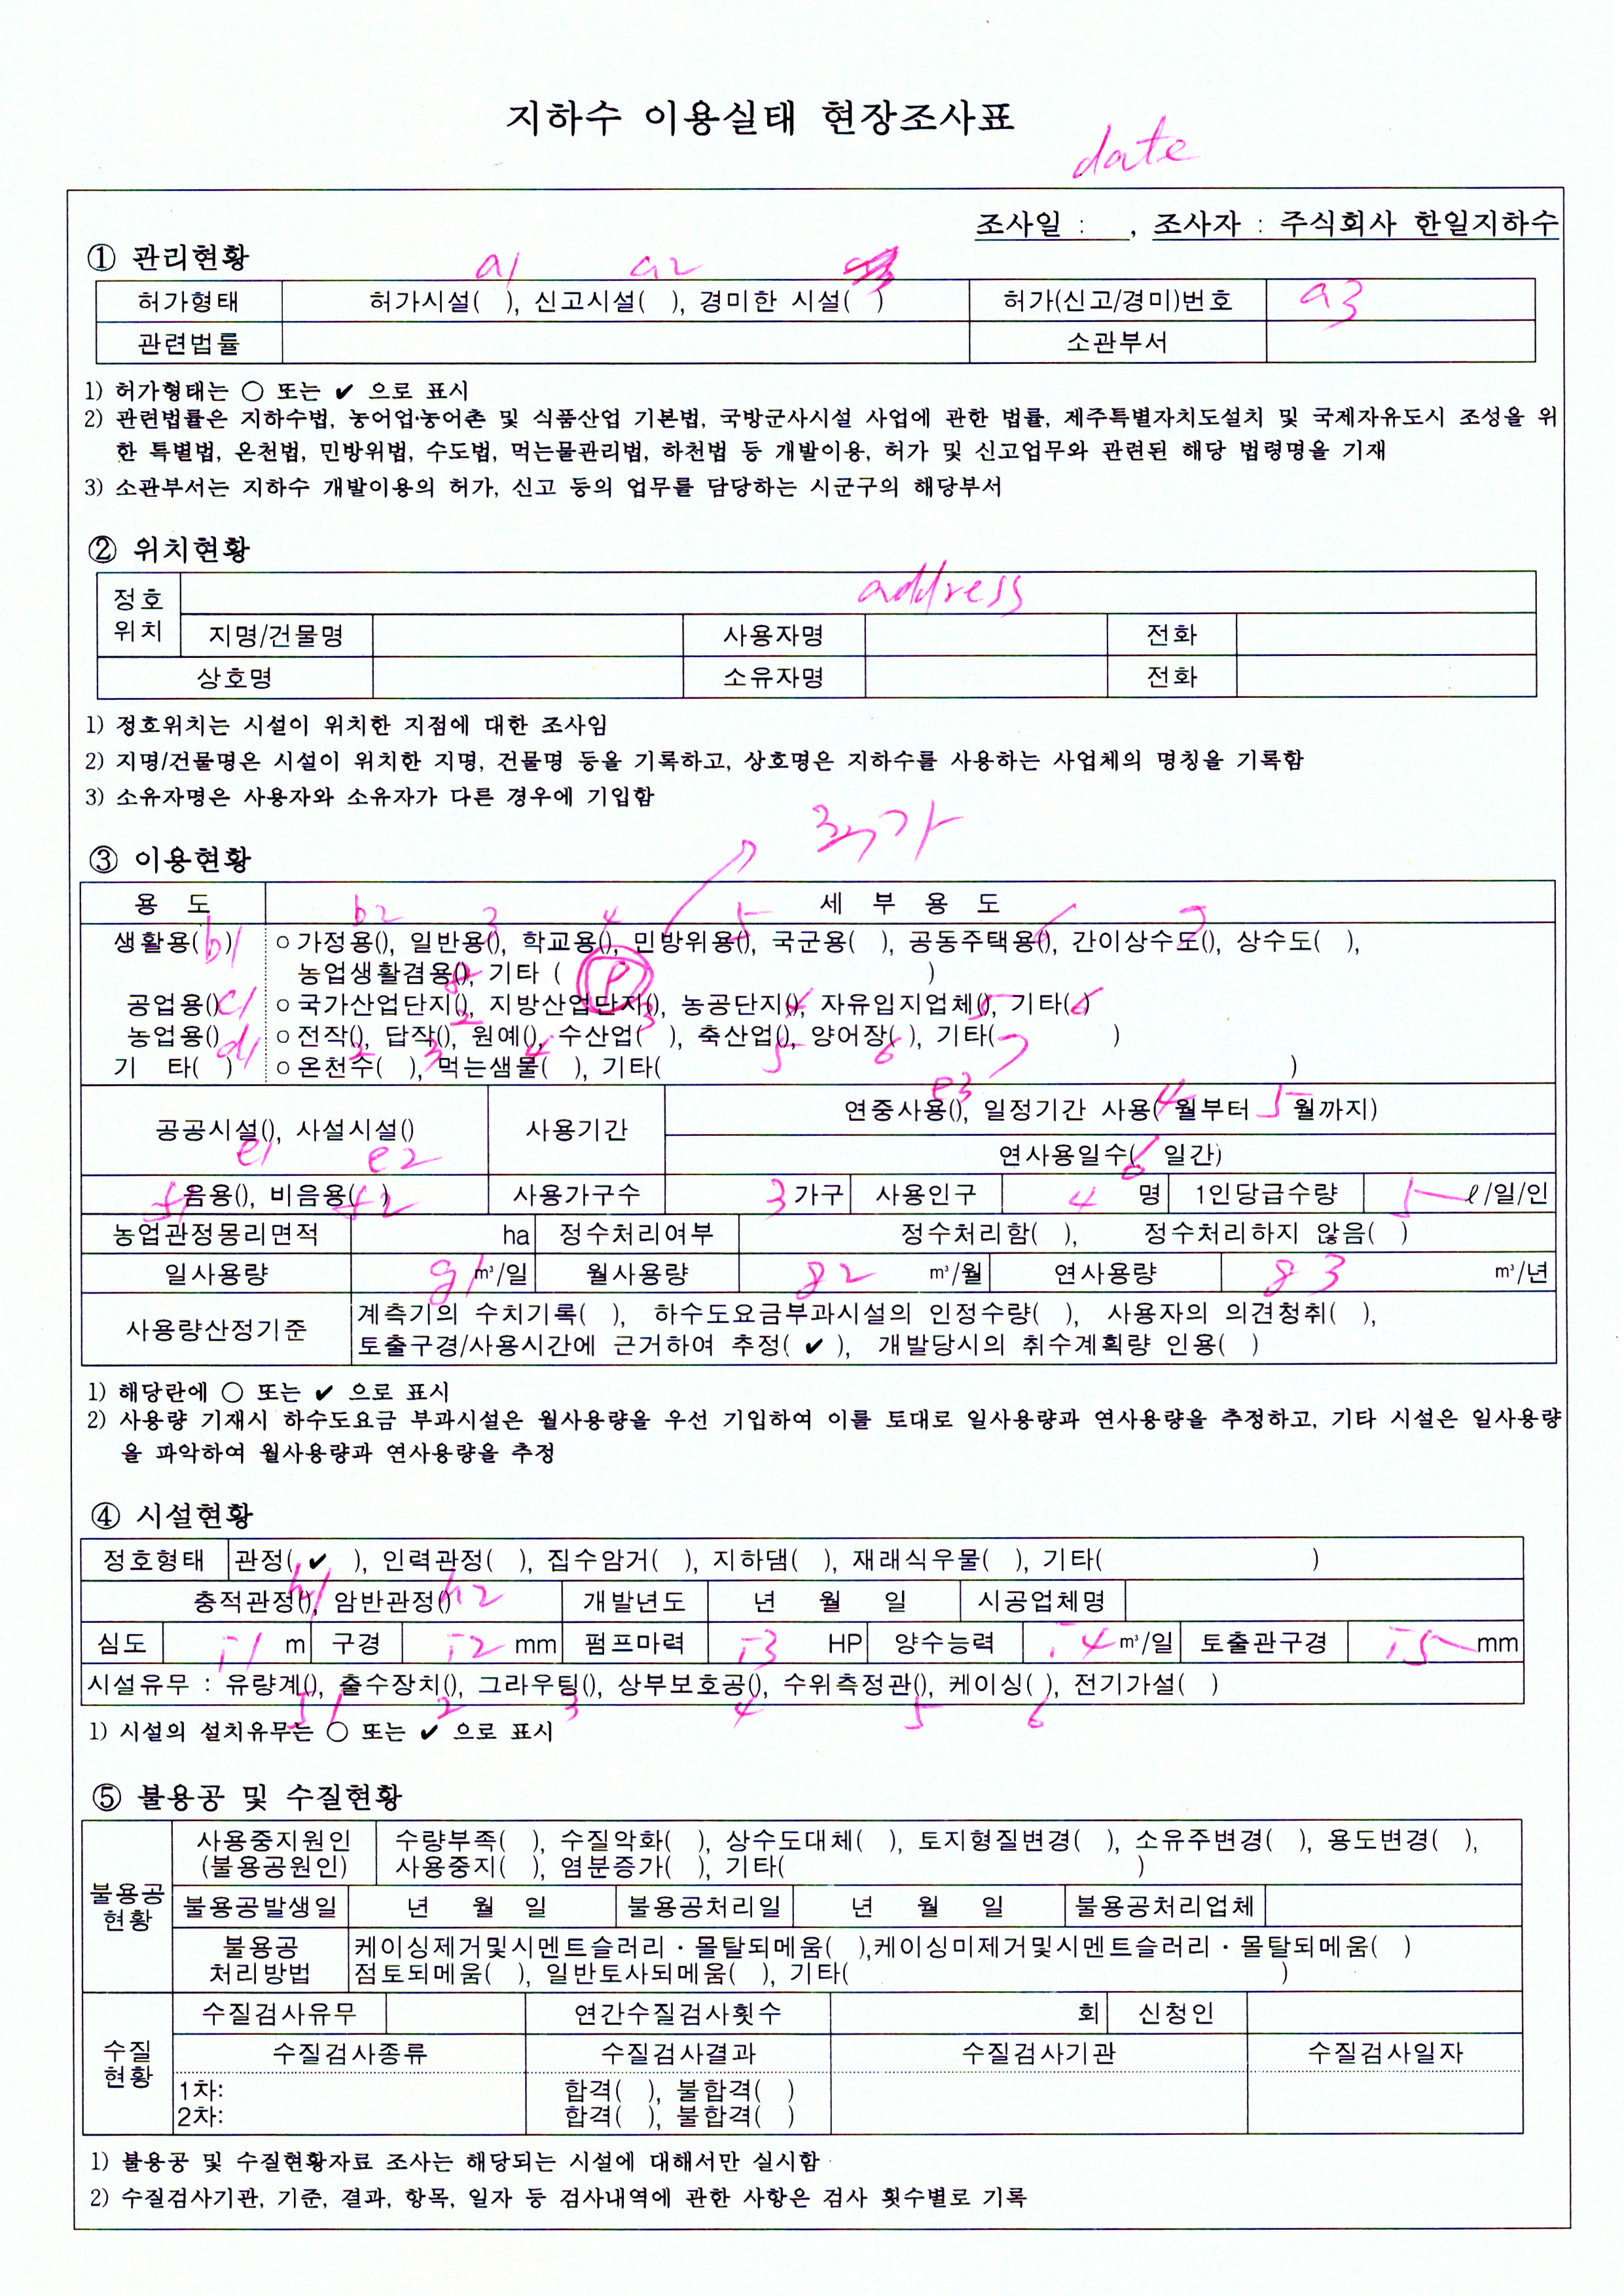 지하수 이용실태 현장조사표
date
조사일 :    , 조사자 : 주식회사 한일지하수
① 관리현황
a1 a2
허가형태 허가시설( ), 신고시설( ), 경미한 시설( ) 허가(신고/경미)번호 a3
관련법률 소관부서
1) 허가형태는 ○ 또는 ✔ 으로 표시
2) 관련법률은 지하수법, 농어업·농어촌 및 식품산업 기본법, 국방군사시설 사업에 관한 법률, 제주특별자치도설치 및 국제자유도시 조성을 위
한 특별법, 온천법, 민방위법, 수도법, 먹는물관리법, 하천법 등 개발이용, 허가 및 신고업무와 관련된 해당 법령명을 기재
3) 소관부서는 지하수 개발이용의 허가, 신고 등의 업무를 담당하는 시군구의 해당부서
② 위치현황
정호 address
위치 지명/건물명 사용자명 전화
상호명 소유자명 전화
1) 정호위치는 시설이 위치한 지점에 대한 조사임
2) 지명/건물명은 시설이 위치한 지명, 건물명 등을 기록하고, 상호명은 지하수를 사용하는 사업체의 명칭을 기록함
3) 소유자명은 사용자와 소유자가 다른 경우에 기입함
③ 이용현황
용 도 세 부 용 도
b2 3 4 5 6 7
생활용(b1) ○ 가정용(), 일반용(), 학교용(), 민방위용(), 국군용( ), 공동주택용(), 간이상수도(), 상수도( ),
농업생활겸용(), 기타 ( P )
8
공업용() c1 ○ 국가산업단지(), 지방산업단지(), 농공단지(), 자유입지업체(), 기타( )
2 3 4 5 6
농업용() d1 ○ 전작(), 답작(), 원예(), 수산업( ), 축산업(), 양어장( ), 기타( )
2 3 4 5 6 7
기 타( ) ○ 온천수( ), 먹는샘물( ), 기타( )
e3
공공시설(), 사설시설() 사용기간 연중사용(), 일정기간 사용(4 월부터 5 월까지)
e1 e2
연사용일수(6 일간)
음용(), 비음용( ) 사용가구수 3 가구 사용인구 4 명 1인당급수량 5 ℓ/일/인
f1 f2
농업관정몽리면적 ha 정수처리여부 정수처리함( ), 정수처리하지 않음( )
일사용량 g1 m³/일 월사용량 g2 m³/월 연사용량 g3 m³/년
사용량산정기준 계측기의 수치기록( ), 하수도요금부과시설의 인정수량( ), 사용자의 의견청취( ),
토출구경/사용시간에 근거하여 추정( ✔ ), 개발당시의 취수계획량 인용( )
1) 해당란에 ○ 또는 ✔ 으로 표시
2) 사용량 기재시 하수도요금 부과시설은 월사용량을 우선 기입하여 이를 토대로 일사용량과 연사용량을 추정하고, 기타 시설은 일사용량
을 파악하여 월사용량과 연사용량을 추정
④ 시설현황
정호형태 관정( ✔ ), 인력관정( ), 집수암거( ), 지하댐( ), 재래식우물( ), 기타( )
h1 h2
충적관정(), 암반관정() 개발년도 년 월 일 시공업체명
심도 i1 m 구경 i2 mm 펌프마력 i3 HP 양수능력 i4 m³/일 토출관구경 i5 mm
시설유무 : 유량계(), 출수장치(), 그라우팅(), 상부보호공(), 수위측정관(), 케이싱( ), 전기가설( )
j1 2 3 4 5 6
1) 시설의 설치유무는 ○ 또는 ✔ 으로 표시
⑤ 불용공 및 수질현황
사용중지원인 수량부족( ), 수질악화( ), 상수도대체( ), 토지형질변경( ), 소유주변경( ), 용도변경( ),
(불용공원인) 사용중지( ), 염분증가( ), 기타( )
불용공
현황
불용공발생일 년 월 일 불용공처리일 년 월 일 불용공처리업체
불용공 케이싱제거및시멘트슬러리・몰탈되메움( ),케이싱미제거및시멘트슬러리・몰탈되메움( )
처리방법 점토되메움( ), 일반토사되메움( ), 기타( )
수질검사유무 연간수질검사횟수 회 신청인
수질
현황
수질검사종류 수질검사결과 수질검사기관 수질검사일자
1차: 합격( ), 불합격( )
2차: 합격( ), 불합격( )
1) 불용공 및 수질현황자료 조사는 해당되는 시설에 대해서만 실시함
2) 수질검사기관, 기준, 결과, 항목, 일자 등 검사내역에 관한 사항은 검사 횟수별로 기록